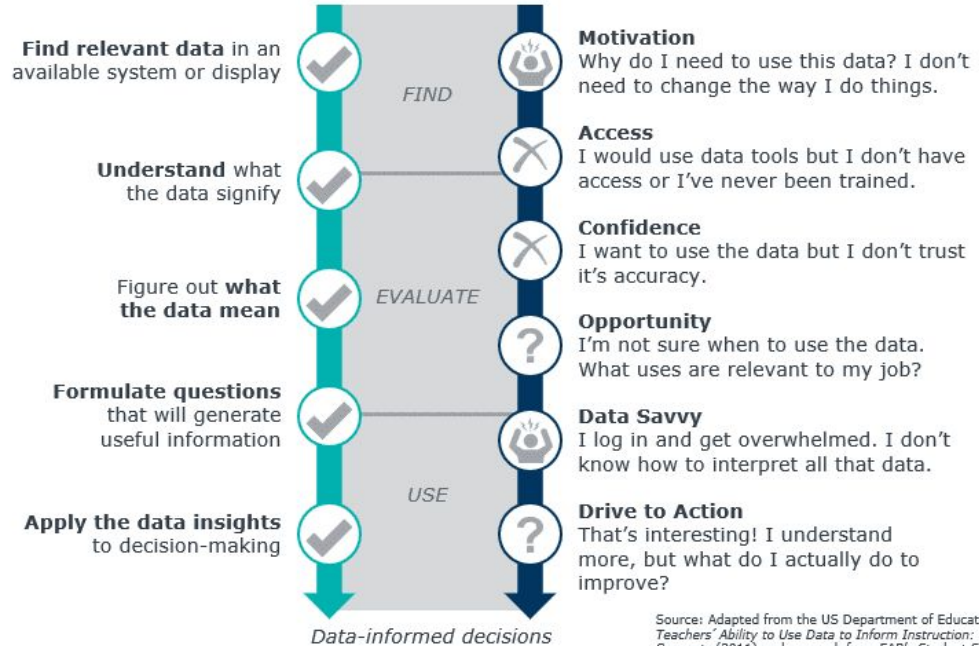 Find relevant data in an
available system or display
Understand what
the data signify
Figure out what
the data mean
Formulate questions
that will generate
useful information
Apply the data insights
to decision-making
FIND
EVALUATE
USE
Motivation
Why do I need to use this data? I don't
need to change the way I do things.
Access
I would use data tools but I don't have
access or I've never been trained.
Confidence
I want to use the data but I don't trust
it's accuracy.
Opportunity
I'm not sure when to use the data.
What uses are relevant to my job?
Data Savvy
I log in and get overwhelmed. I don't
know how to interpret all that data.
Drive to Action
That's interesting! I understand
more, but what do I actually do to
improve?
Data-informed decisions
Source: Adapted from the US Department of Educat
Teachers' Ability to Use Data to Inform Instruction: